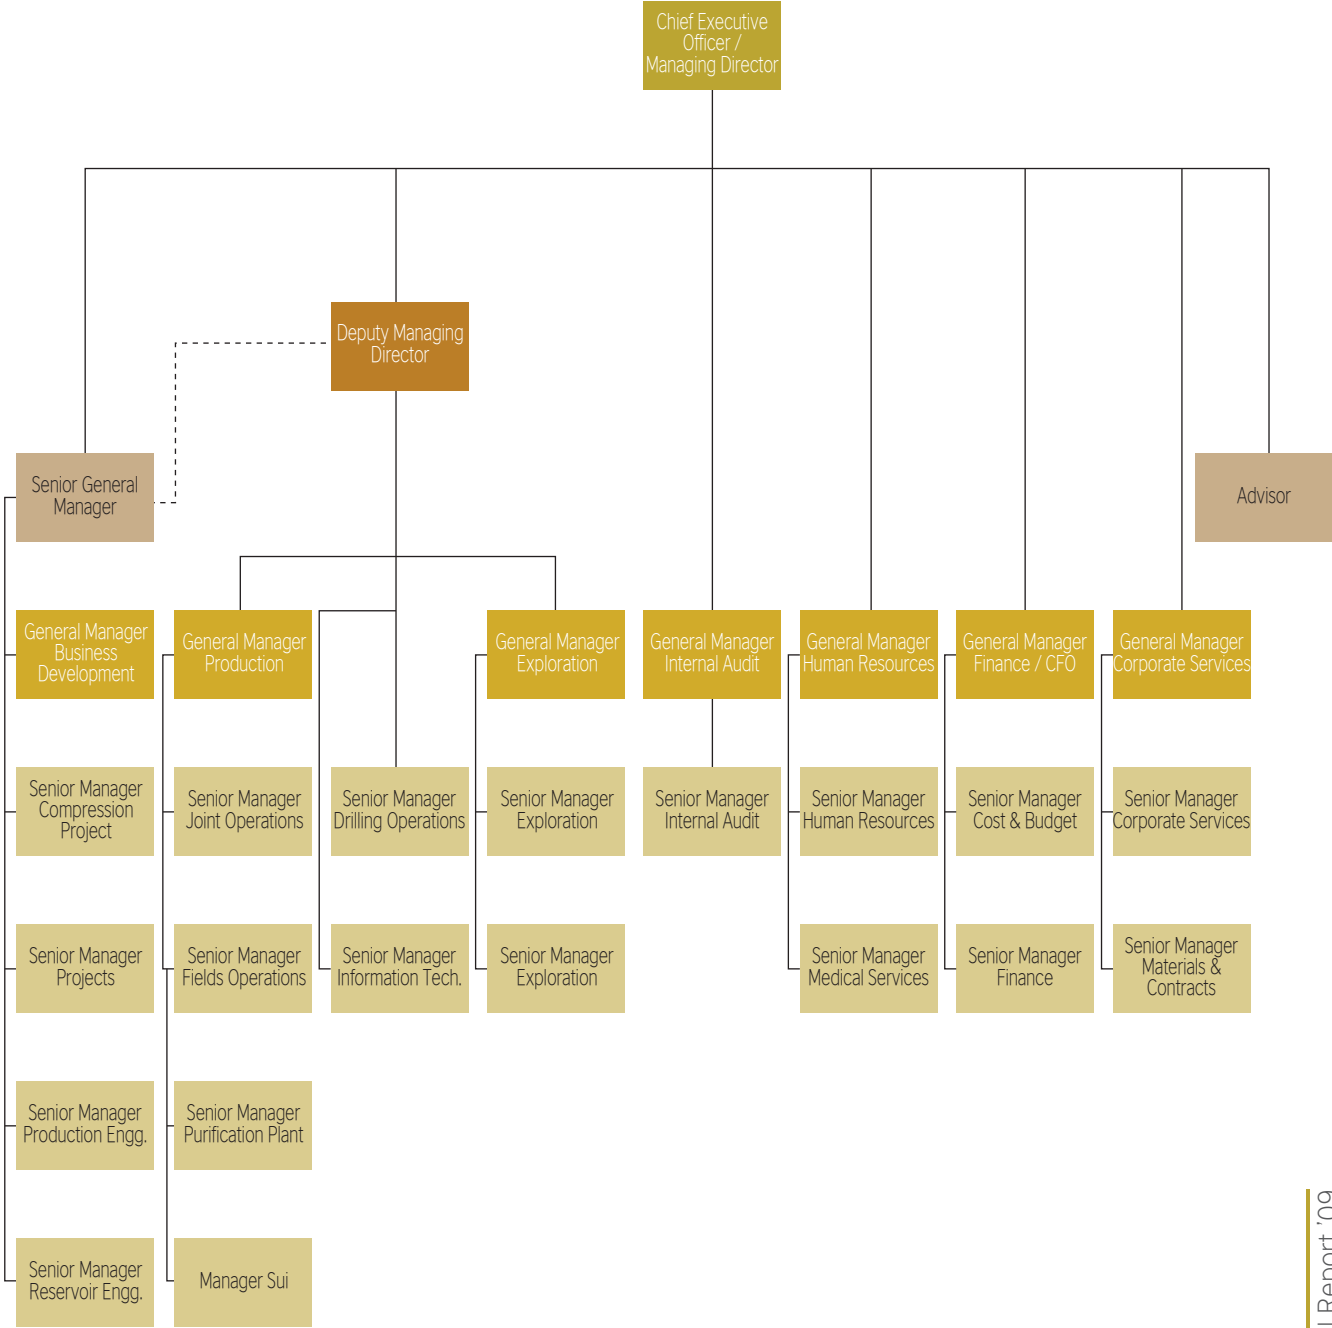 Chief Executive
Officer /
Managing Director
Deputy Managing
Director
Senior General
Manager
Advisor
General Manager
Business
Development
General Manager
Production
General Manager
Exploration
General Manager
Internal Audit
General Manager
Human Resources
General Manager
Finance / CFO
General Manager
Corporate Services
Senior Manager
Compression
Project
Senior Manager
Joint Operations
Senior Manager
Drilling Operations
Senior Manager
Exploration
Senior Manager
Internal Audit
Senior Manager
Human Resources
Senior Manager
Cost & Budget
Senior Manager
Corporate Services
Senior Manager
Projects
Senior Manager
Fields Operations
Senior Manager
Information Tech.
Senior Manager
Exploration
Senior Manager
Medical Services
Senior Manager
Finance
Senior Manager
Materials &
Contracts
Senior Manager
Production Engg.
Senior Manager
Purification Plant
Senior Manager
Reservoir Engg.
Manager Sui
Report '09